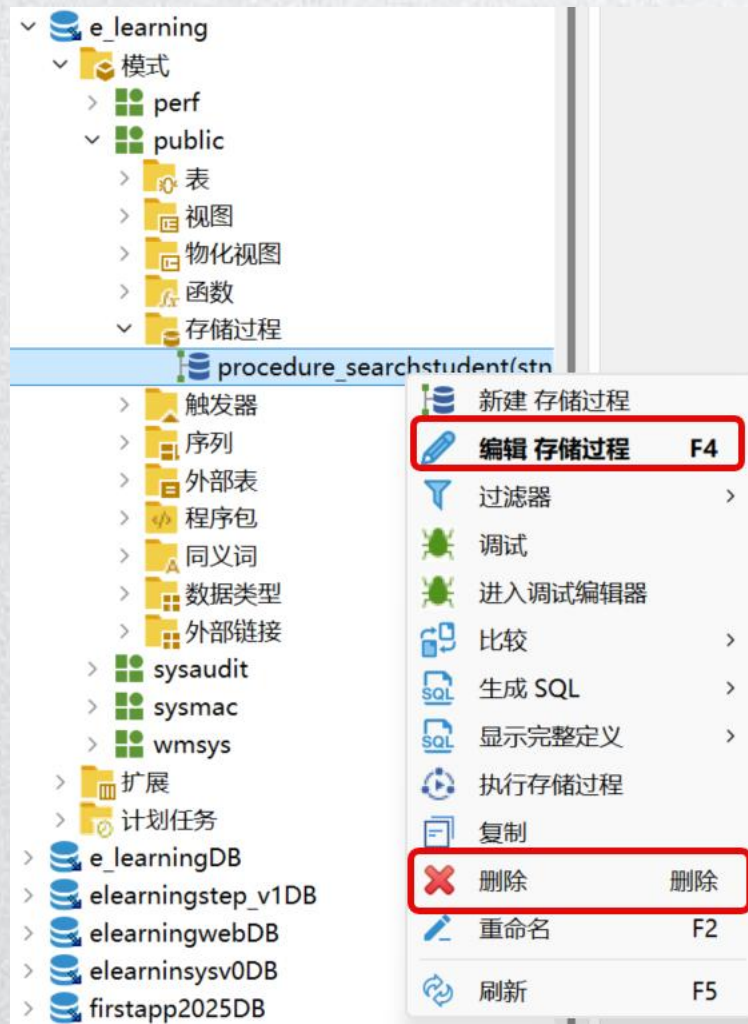 e_learning
模式
perf
public
表
视图
物化视图
函数
存储过程
procedure_searchstudent(stn
触发器
序列
外部表
程序包
同义词
数据类型
外部链接
sysaudit
sysmac
wmsys
扩展
计划任务
e_learningDB
elearningstep_v1DB
elearningwebDB
elearninsysv0DB
firstapp2025DB
新建 存储过程
编辑 存储过程 F4
过滤器
调试
进入调试编辑器
比较
SQL 生成 SQL
SQL 显示完整定义
执行存储过程
复制
删除 删除
重命名 F2
刷新 F5